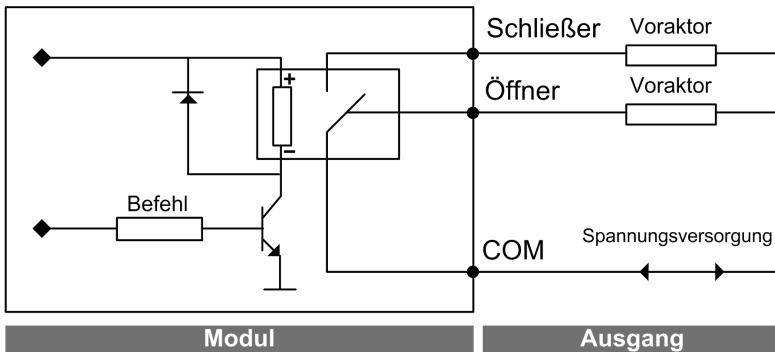 Schließer
Voraktor
Öffner
Voraktor
+
–
Befehl
COM
Spannungsversorgung
Modul
Ausgang